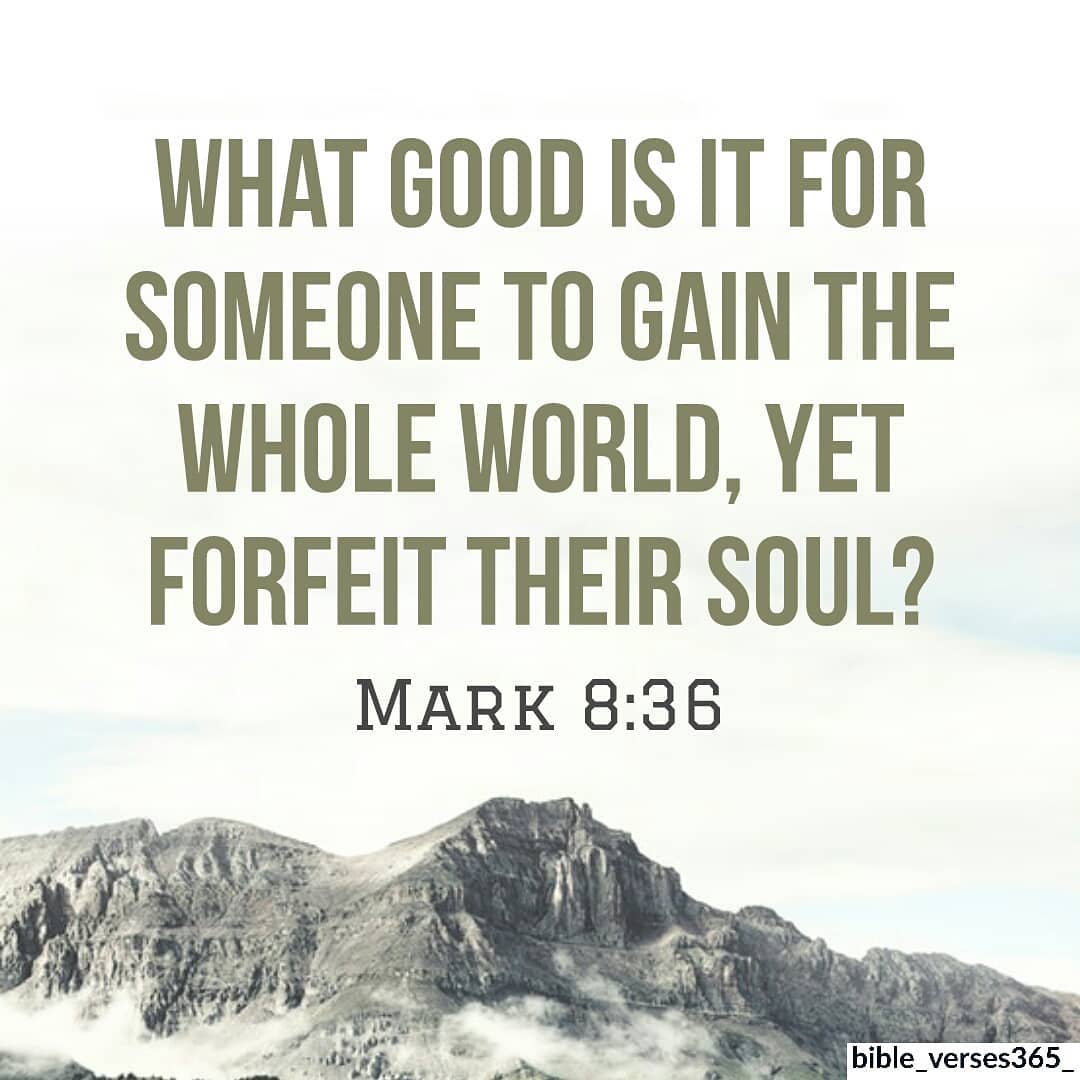 WHAT GOOD IS IT FOR
SOMEONE TO GAIN THE
WHOLE WORLD, YET
FORFEIT THEIR SOUL?
MARK 8:36
bible_verses365_